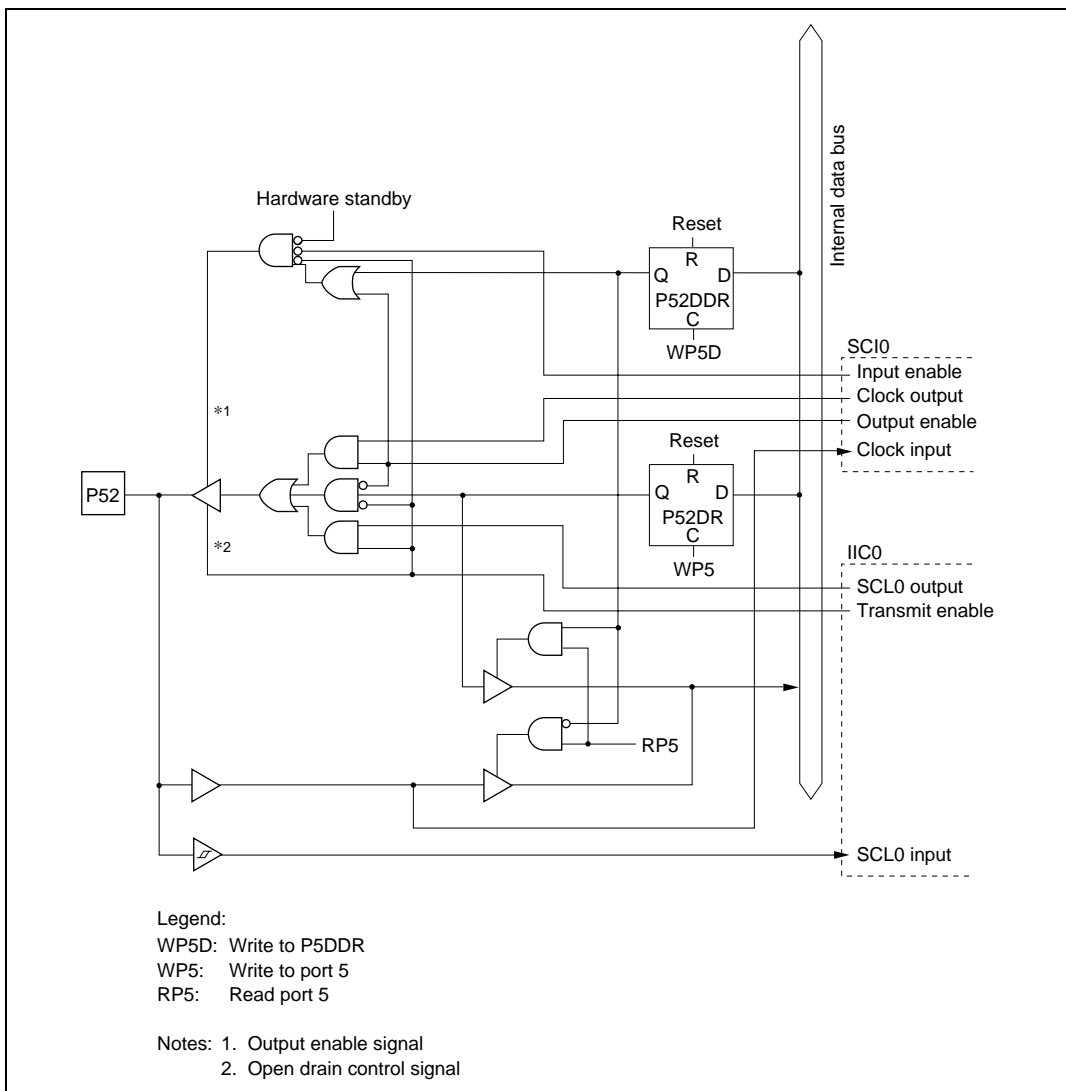 Hardware standby
Internal data bus
Reset
R
Q D
P52DDR
C
WP5D
SCI0
Input enable
Clock output
Output enable
Clock input
*1
Reset
R
P52
Q D
P52DR
C
*2
WP5
IIC0
SCL0 output
Transmit enable
RP5
SCL0 input
Legend:
WP5D: Write to P5DDR
WP5: Write to port 5
RP5: Read port 5
Notes: 1. Output enable signal
2. Open drain control signal